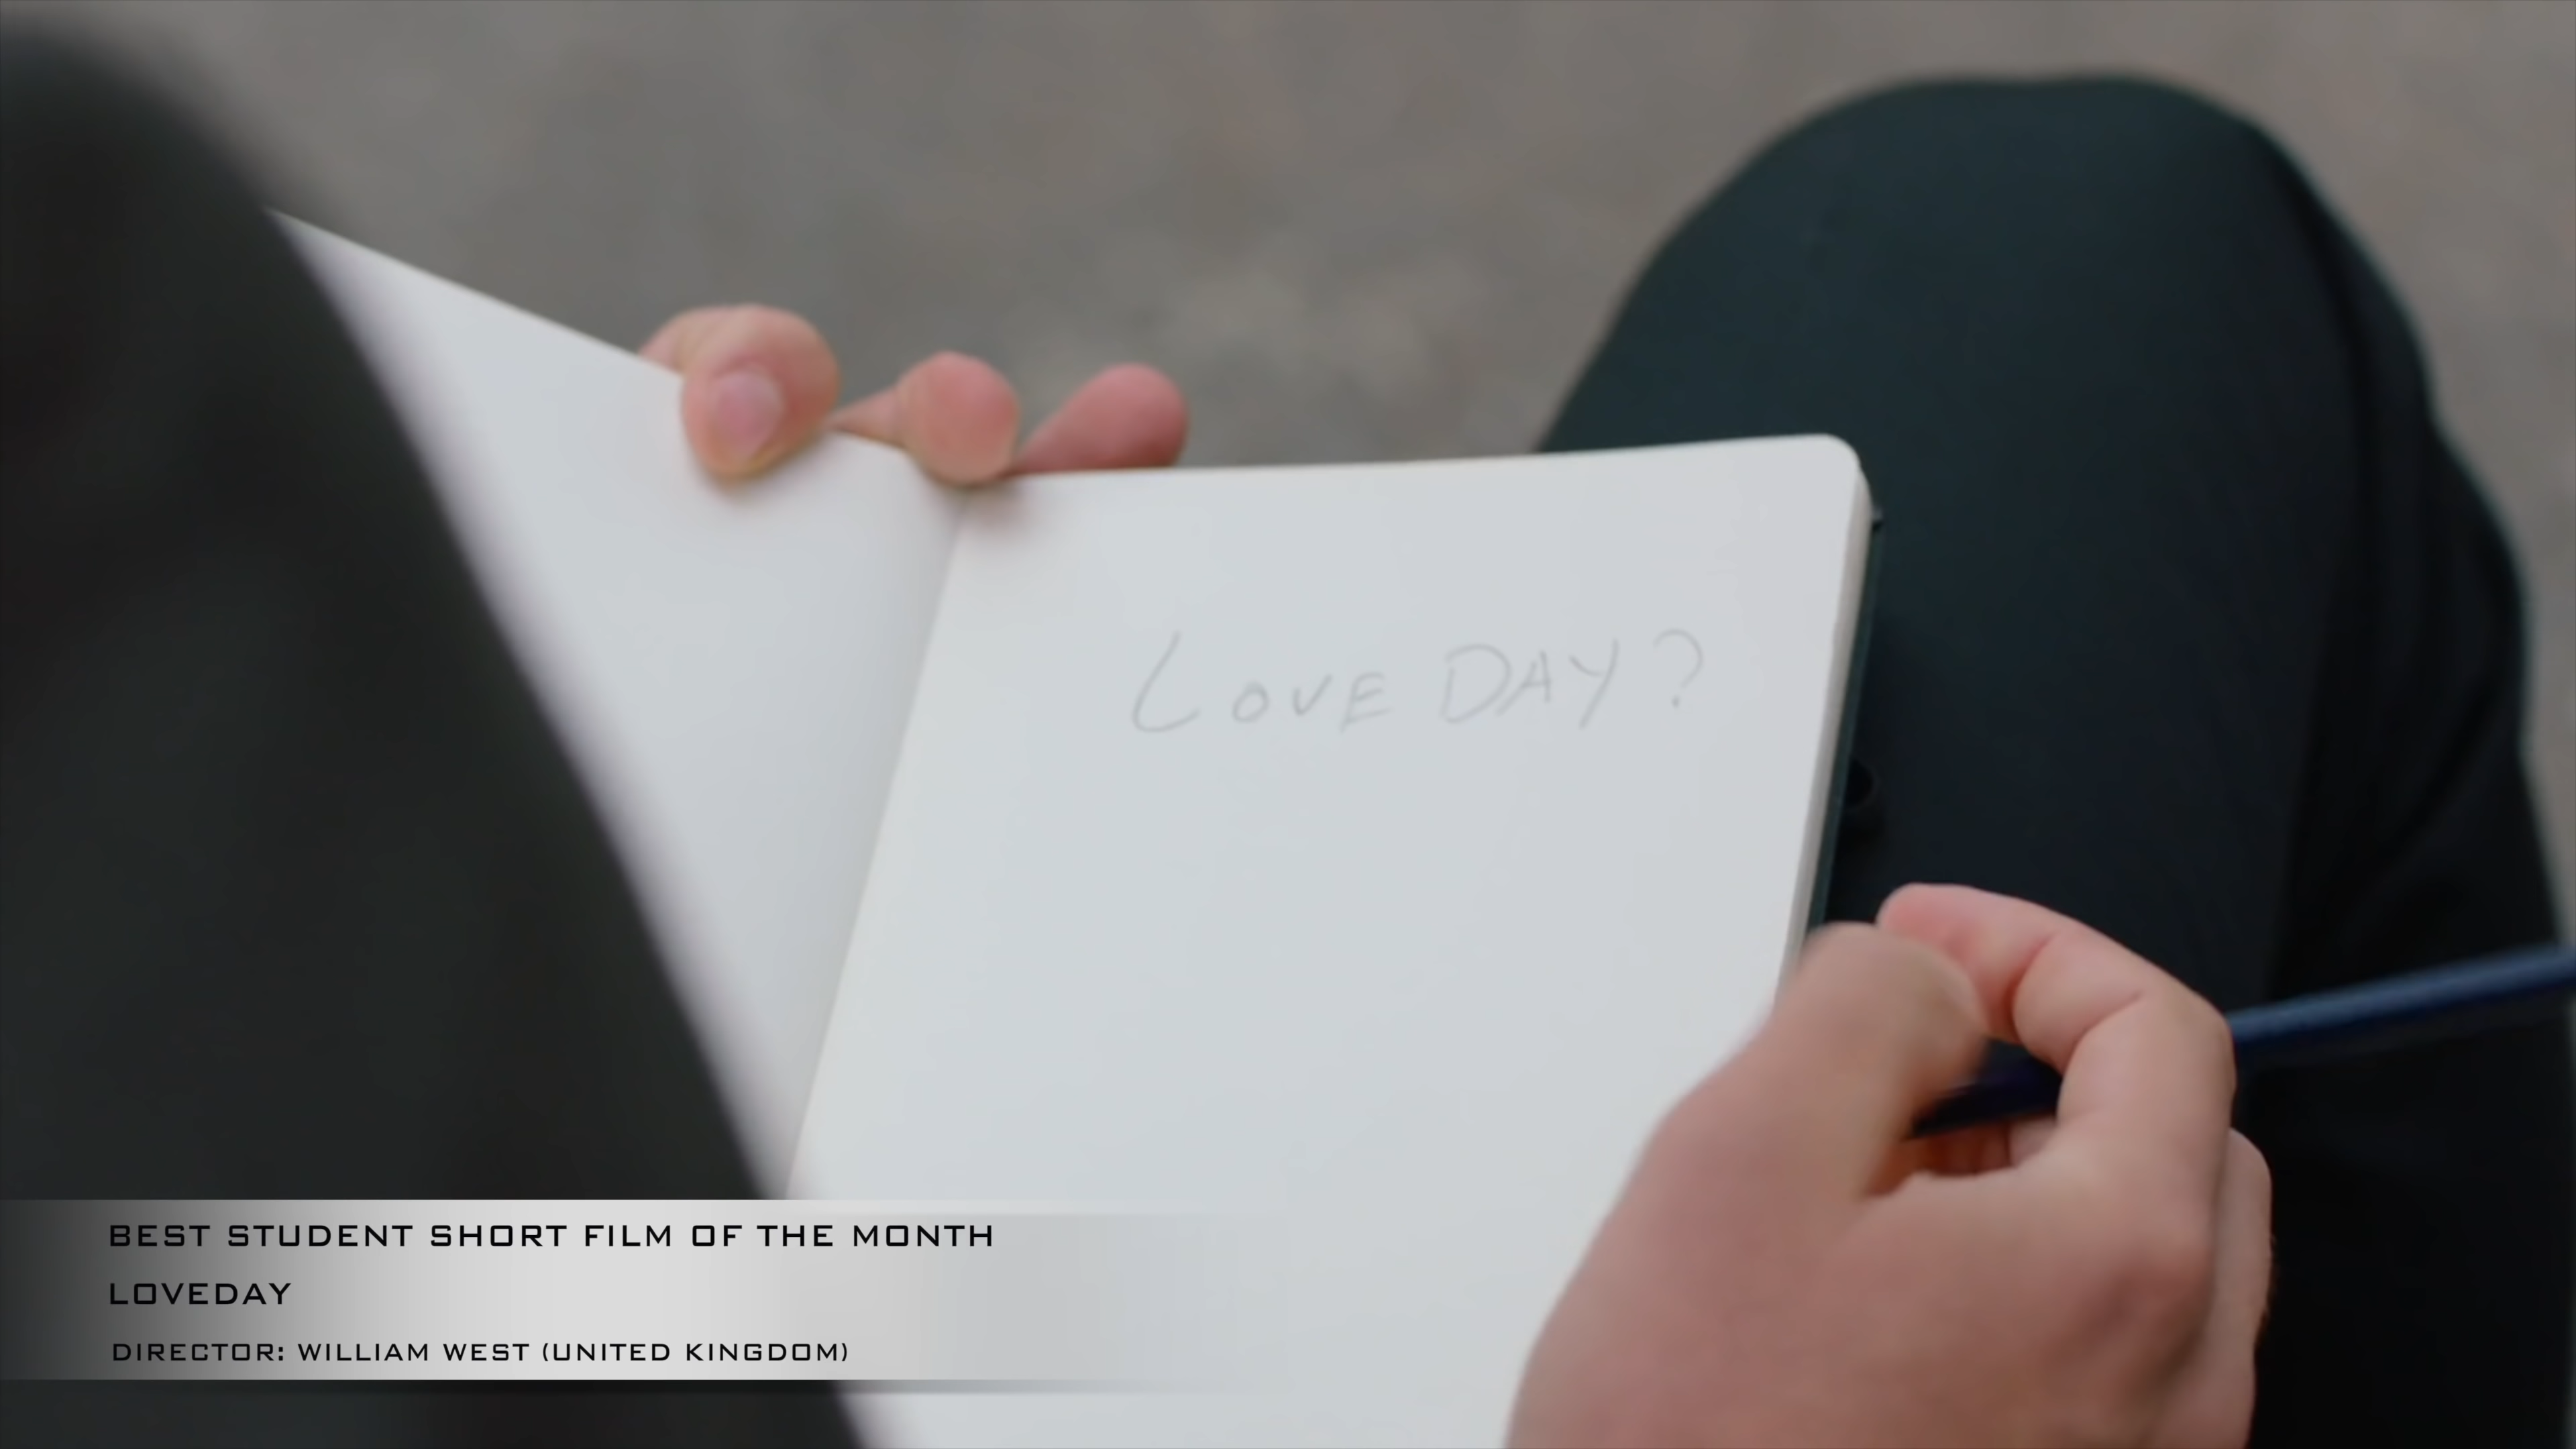 LOVE DAY?
BEST STUDENT SHORT FILM OF THE MONTH
LOVEDAY
DIRECTOR: WILLIAM WEST (UNITED KINGDOM)